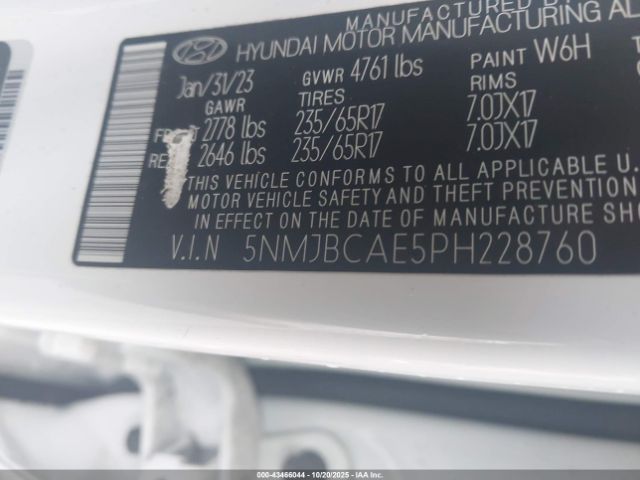 MANUFACTURED
HYUNDAI MOTOR MANUFACTURING AL
Jan/31/23 GVWR 4761 lbs PAINT W6H
GAWR TIRES RIMS
2778 lbs 235/65R17 7.0JX17
2646 lbs 235/65R17 7.0JX17
THIS VEHICLE CONFORMS TO ALL APPLICABLE U.
MOTOR VEHICLE SAFETY AND THEFT PREVENTION
IN EFFECT ON THE DATE OF MANUFACTURE SHO
V.I.N 5NMJBCAE5PH228760
000-43466044 | 10/20/2025 | IAA, Inc.